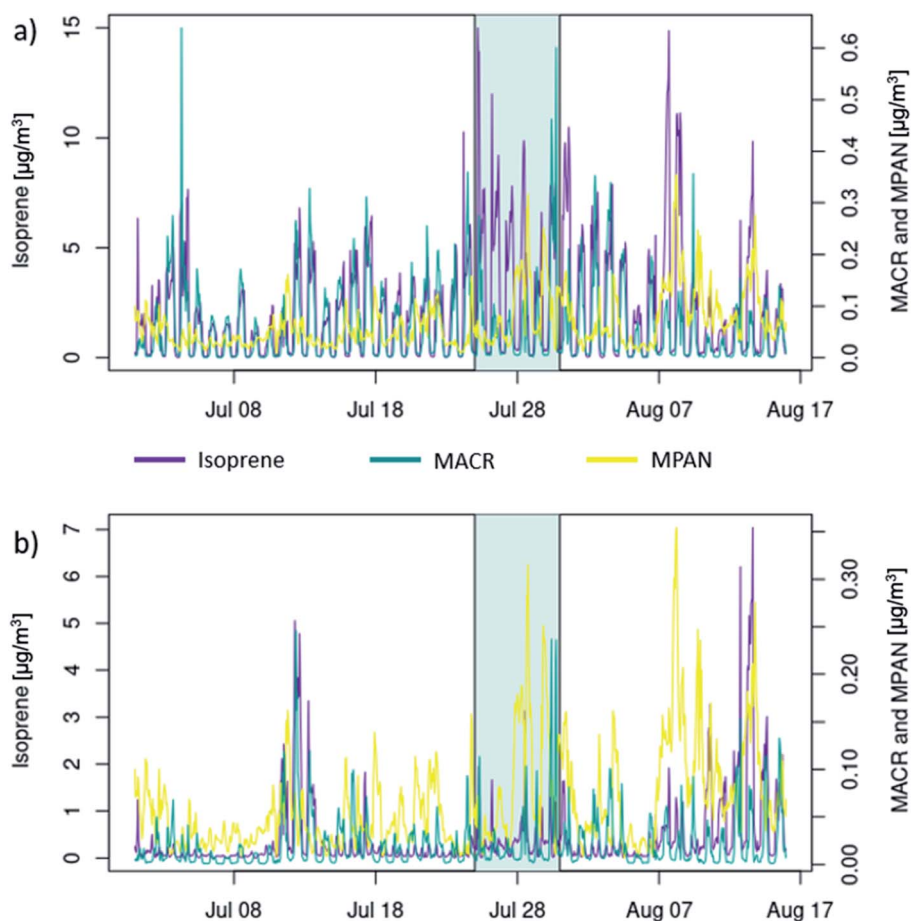 a)
Isoprene [µg/m³]
15
10
5
0
0.6
0.5
0.4
0.3
0.2
0.1
0.0
MACR and MPAN [µg/m³]
Jul 08 Jul 18 Jul 28 Aug 07 Aug 17
Isoprene MACR MPAN
b)
Isoprene [µg/m³]
7
6
5
4
3
2
1
0
0.30
0.20
0.10
0.00
MACR and MPAN [µg/m³]
Jul 08 Jul 18 Jul 28 Aug 07 Aug 17